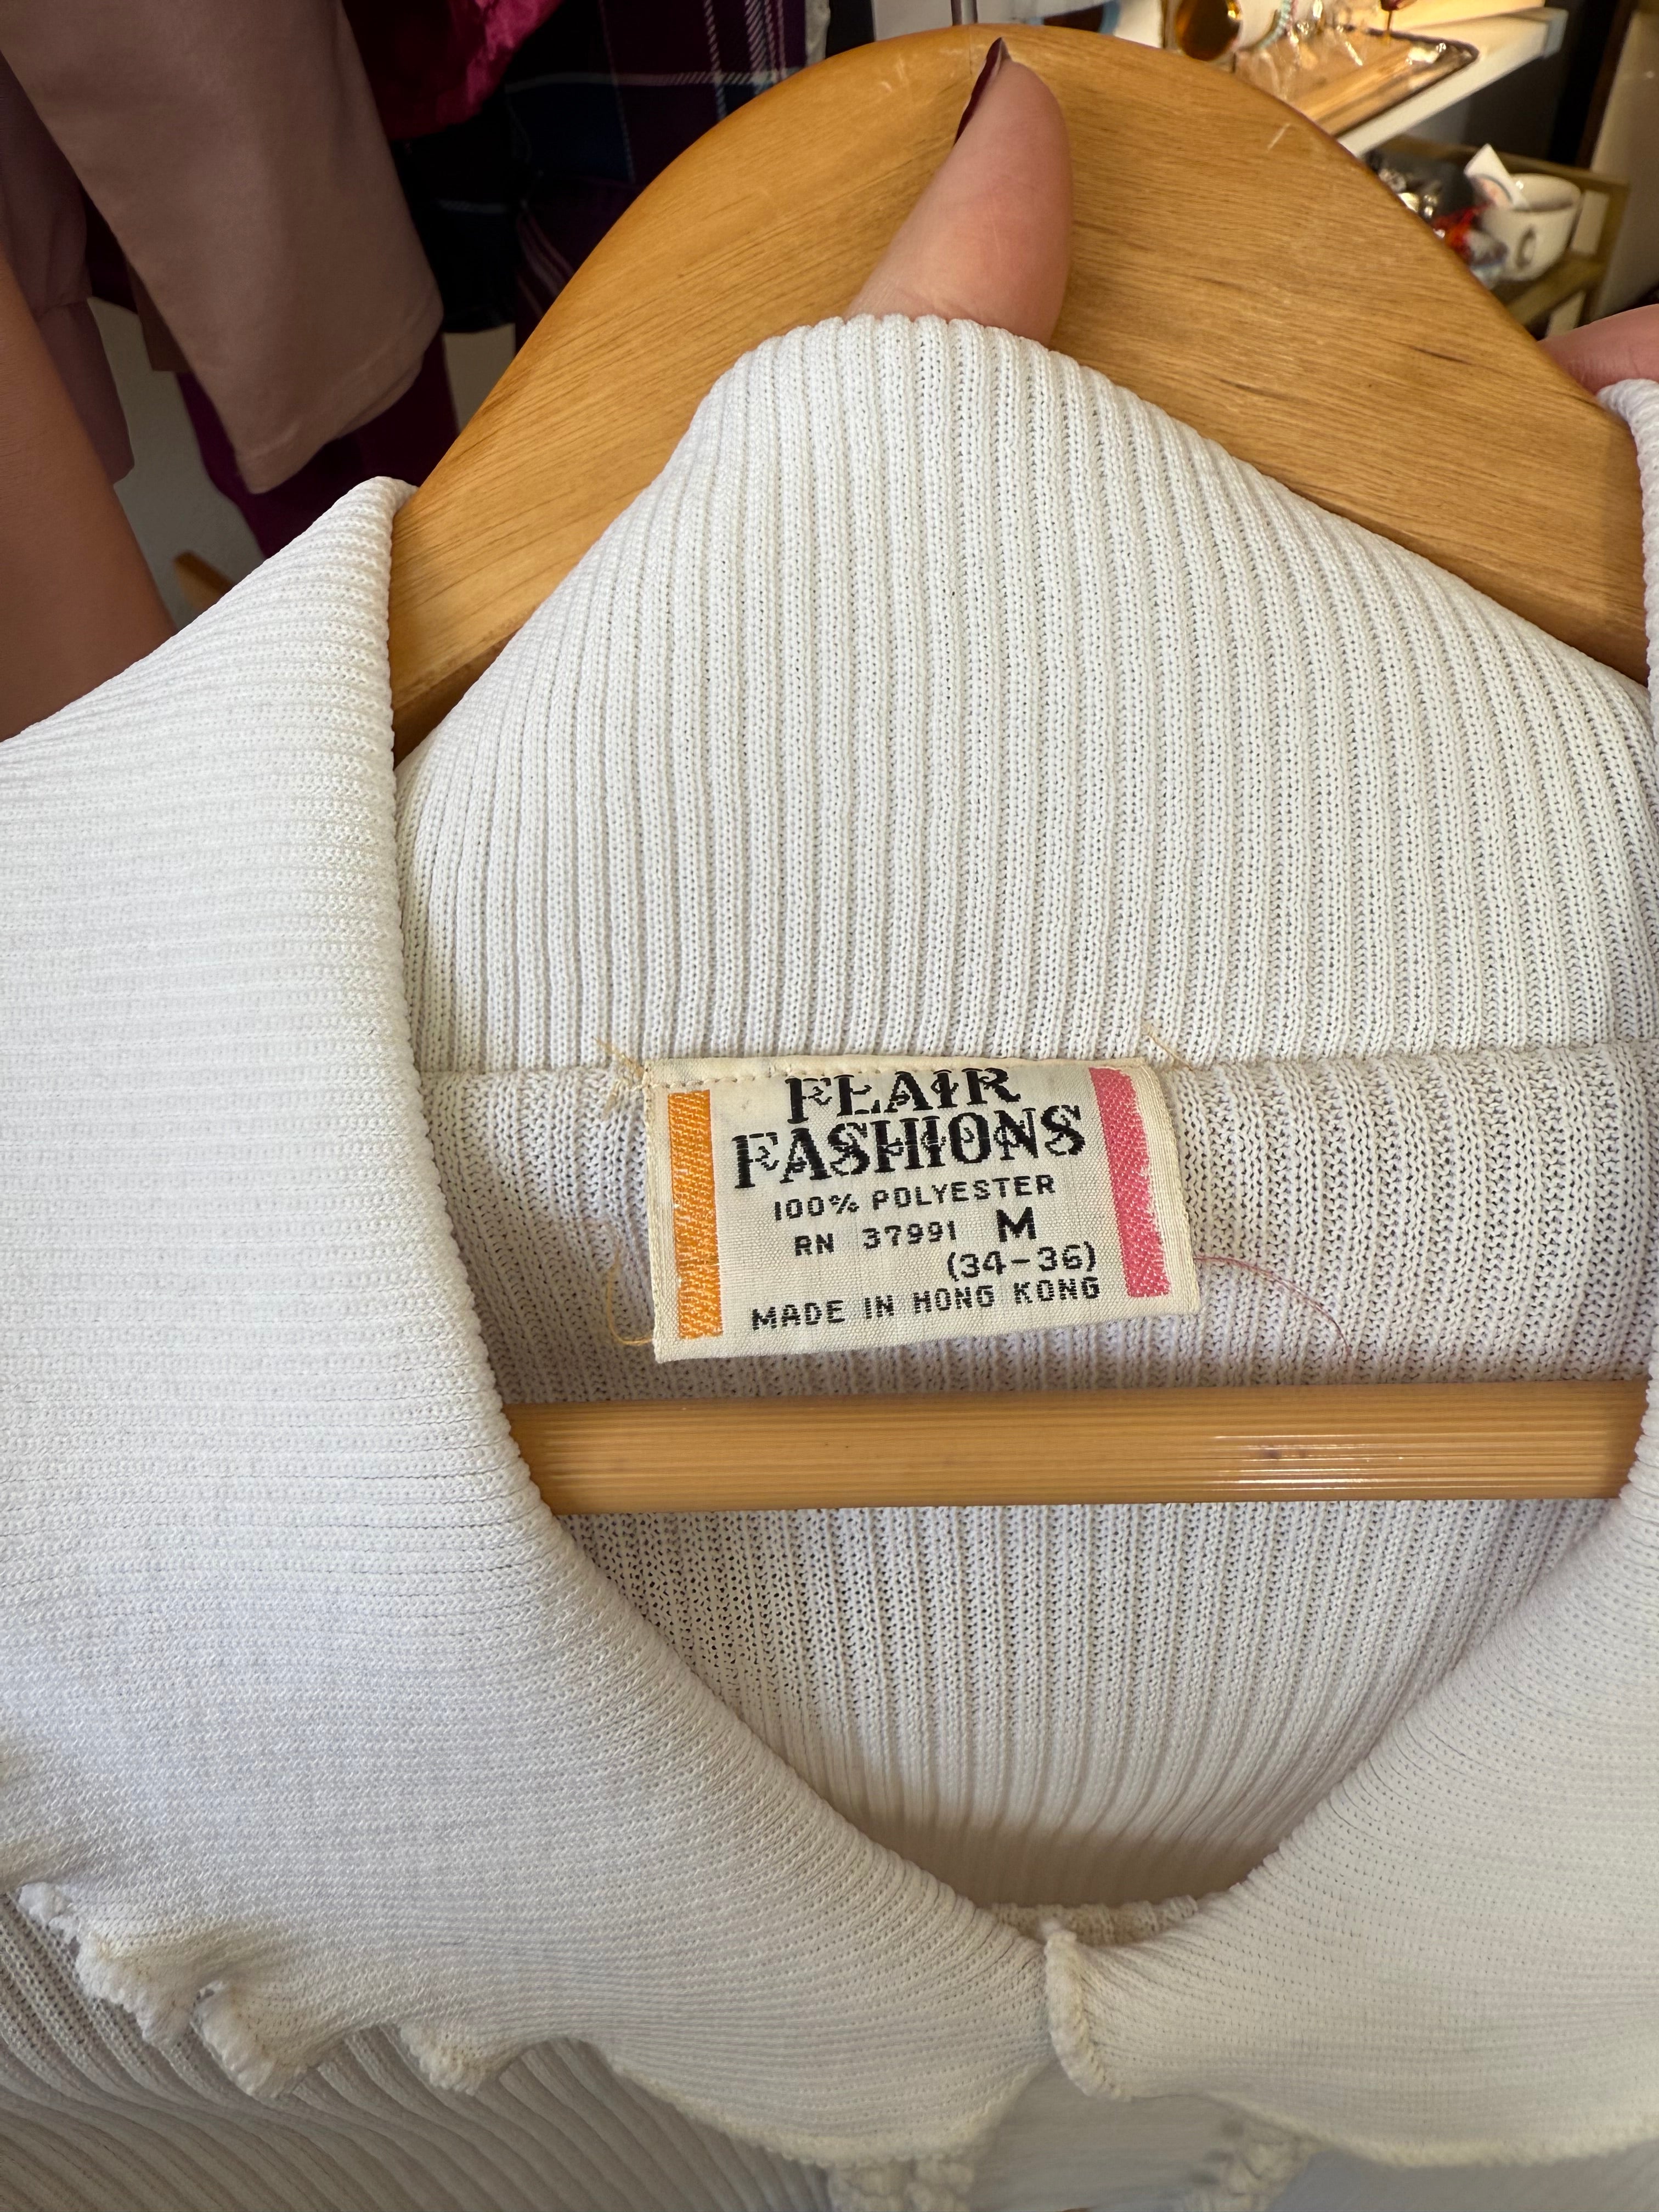 FLAIR
FASHIONS
100% POLYESTER
RN 37991 M
(34-36)
MADE IN HONG KONG